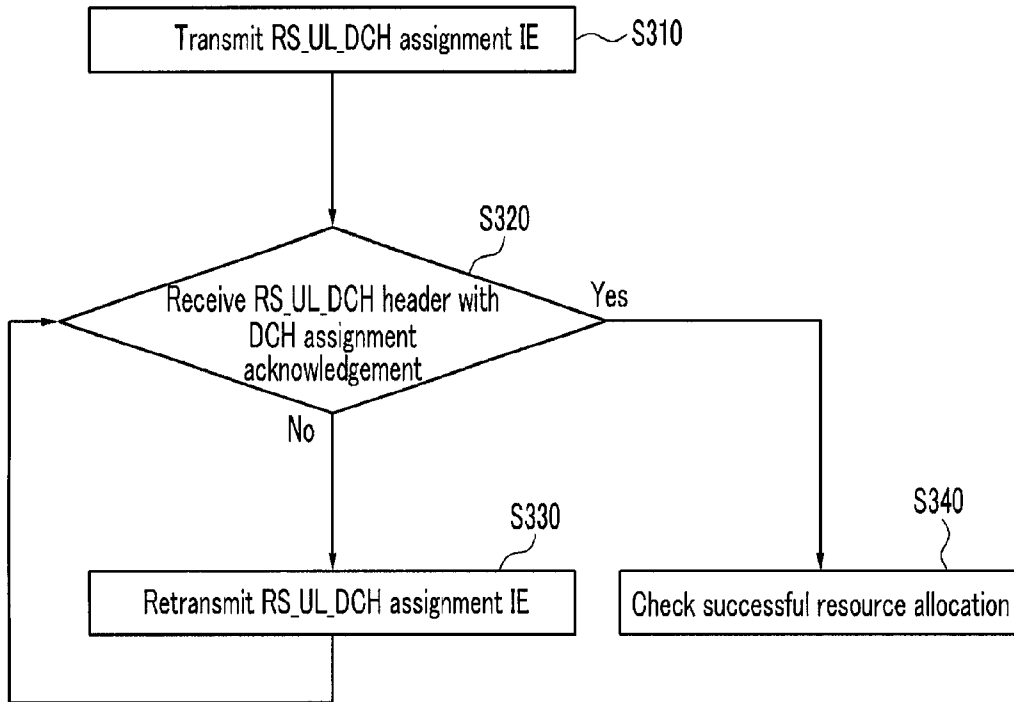 Transmit RS_UL_DCH assignment IE
S310
S320
Receive RS_UL_DCH header with
DCH assignment
acknowledgement
Yes
No
S330
Retransmit RS_UL_DCH assignment IE
S340
Check successful resource allocation